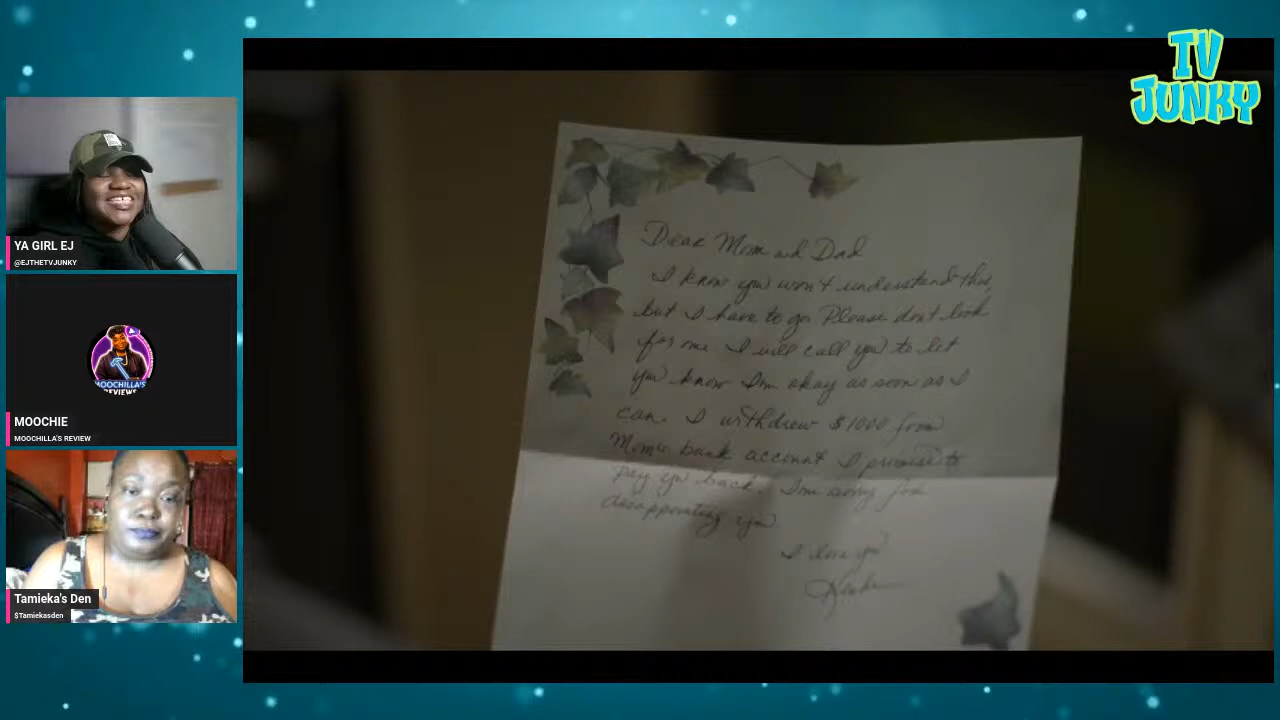 TV
JUNKY
YA GIRL EJ
@EJTHETVJUNKY
MOOCHILLA'S
REVIEWS
MOOCHIE
MOOCHILLA'S REVIEW
Tamieka's Den
$Tamiekasden
Dear Mom and Dad
I know you won't understand this,
but I have to go. Please don't look
for me. I will call you to let
you know I'm okay as soon as I
can. I withdrew $1000 from
Mom's bank account I promise to
pay you back. I'm sorry for
disappointing you
I love you